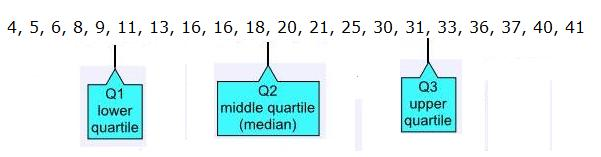 4, 5, 6, 8, 9, 11, 13, 16, 16, 18, 20, 21, 25, 30, 31, 33, 36, 37, 40, 41
Q1
lower
quartile
Q2
middle quartile
(median)
Q3
upper
quartile